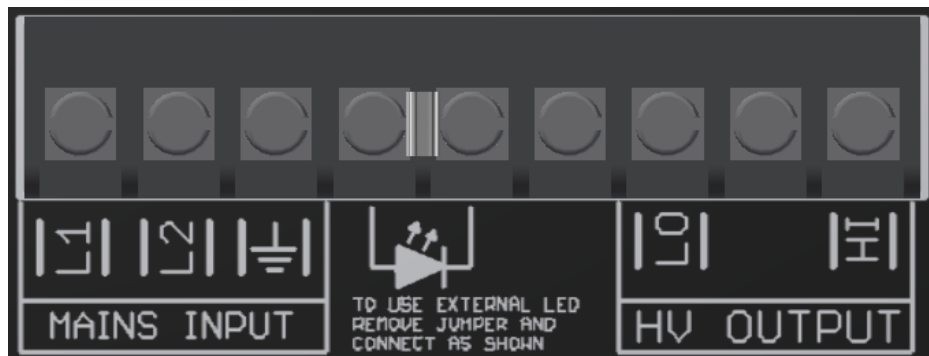 L1 L2 LO HI
TO USE EXTERNAL LED
REMOVE JUMPER AND
CONNECT AS SHOWN
MAINS INPUT HV OUTPUT